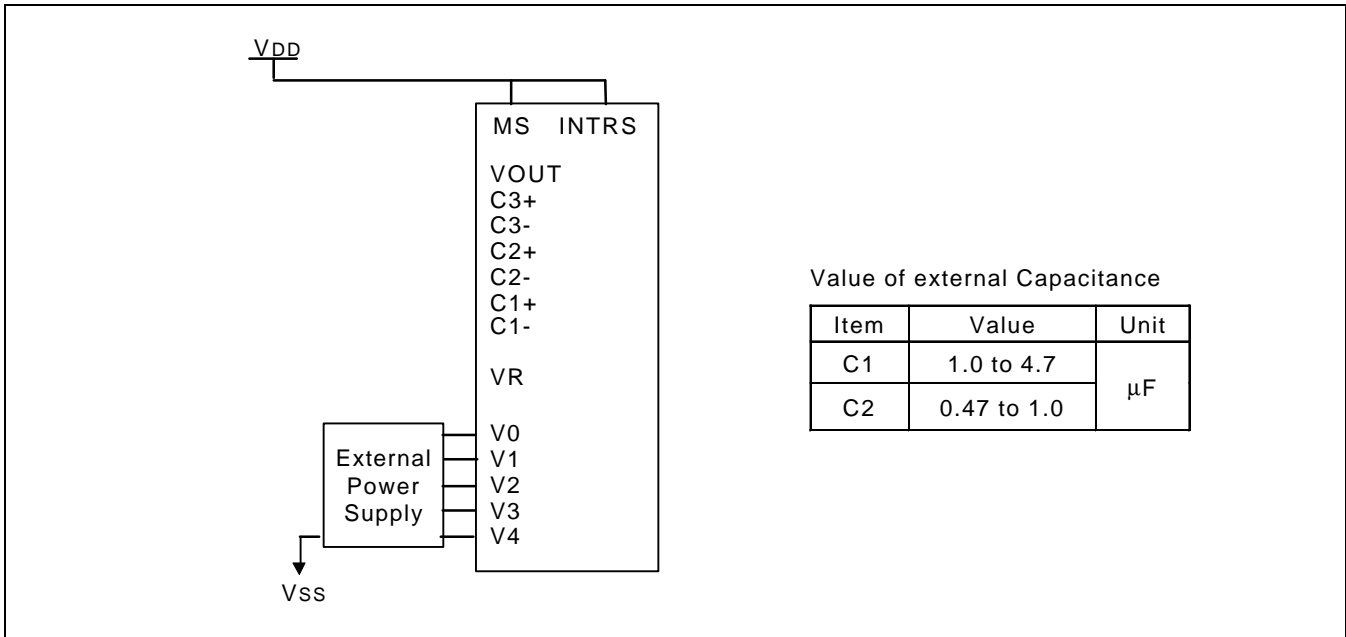 VDD
MS INTRS
VOUT
C3+
C3-
C2+
C2-
C1+
C1-
VR
V0
V1
V2
V3
V4
External
Power
Supply
VSS
Value of external Capacitance
Item Value Unit
C1 1.0 to 4.7 μF
C2 0.47 to 1.0